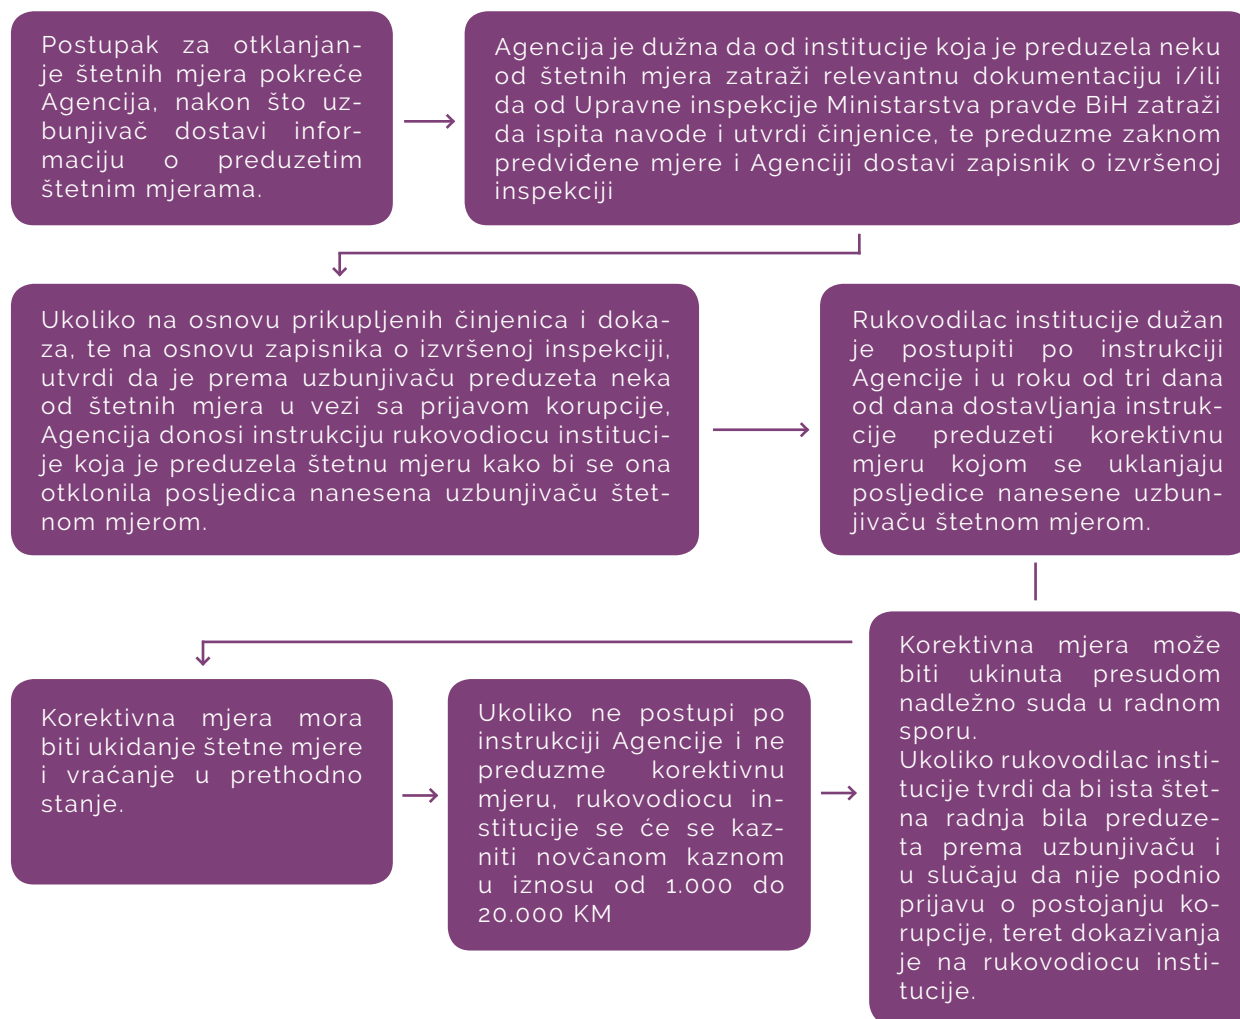 Postupak za otklanjan-
je štetnih mjera pokreće
Agencija, nakon što uz-
bunjivač dostavi infor-
maciju o preduzetim
štetnim mjerama.
Agencija je dužna da od institucije koja je preduzela neku
od štetnih mjera zatraži relevantnu dokumentaciju i/ili
da od Upravne inspekcije Ministarstva pravde BiH zatraži
da ispita navode i utvrdi činjenice, te preduzme zaknom
predviđene mjere i Agenciji dostavi zapisnik o izvršenoj
inspekciji
Ukoliko na osnovu prikupljenih činjenica i doka-
za, te na osnovu zapisnika o izvršenoj inspekciji,
utvrdi da je prema uzbunjivaču preduzeta neka
od štetnih mjera u vezi sa prijavom korupcije,
Agencija donosi instrukciju rukovodiocu instituci-
je koja je preduzela štetnu mjeru kako bi se ona
otklonila posljedica nanesena uzbunjivaču štet-
nom mjerom.
Rukovodilac institucije dužan
je postupiti po instrukciji
Agencije i u roku od tri dana
od dana dostavljanja instruk-
cije preduzeti korektivnu
mjeru kojom se uklanjaju
posljedice nanesene uzbun-
jivaču štetnom mjerom.
Korektivna mjera mora
biti ukidanje štetne mjere
i vraćanje u prethodno
stanje.
Ukoliko ne postupi po
instrukciji Agencije i ne
preduzme korektivnu
mjeru, rukovodiocu in-
stitucije se će se kaz-
niti novčanom kaznom
u iznosu od 1.000 do
20.000 KM
Korektivna mjera može
biti ukinuta presudom
nadležno suda u radnom
sporu.
Ukoliko rukovodilac insti-
tucije tvrdi da bi ista štet-
na radnja bila preduze-
ta prema uzbunjivaču i
u slučaju da nije podnio
prijavu o postojanju ko-
rupcije, teret dokazivanja
je na rukovodiocu insti-
tucije.